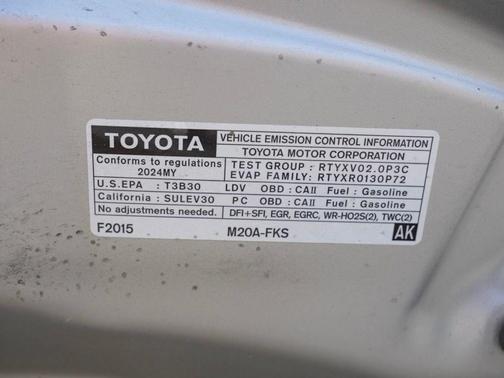 TOYOTA VEHICLE EMISSION CONTROL INFORMATION
TOYOTA MOTOR CORPORATION
Conforms to regulations
2024MY
TEST GROUP : RTYXV02.0P3C
EVAP FAMILY: RTYXR0130P72
U.S.EPA : T3B30 LDV OBD : CAII Fuel : Gasoline
California : SULEV30 PC OBD : CAII Fuel : Gasoline
No adjustments needed. DFI+SFI, EGR, EGRC, WR-HO2S(2), TWC(2)
F2015 M20A-FKS AK